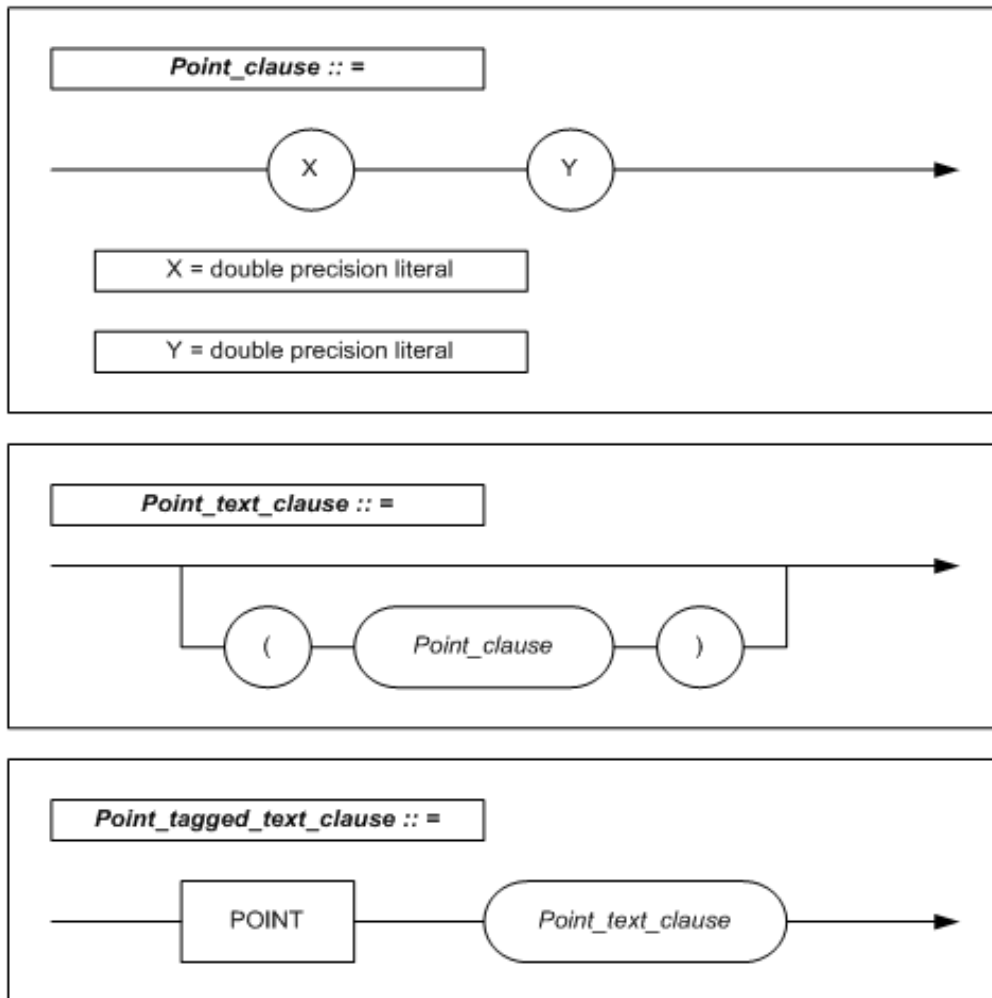 Point_clause :: =
X Y
X = double precision literal
Y = double precision literal
Point_text_clause :: =
( Point_clause )
Point_tagged_text_clause :: =
POINT Point_text_clause